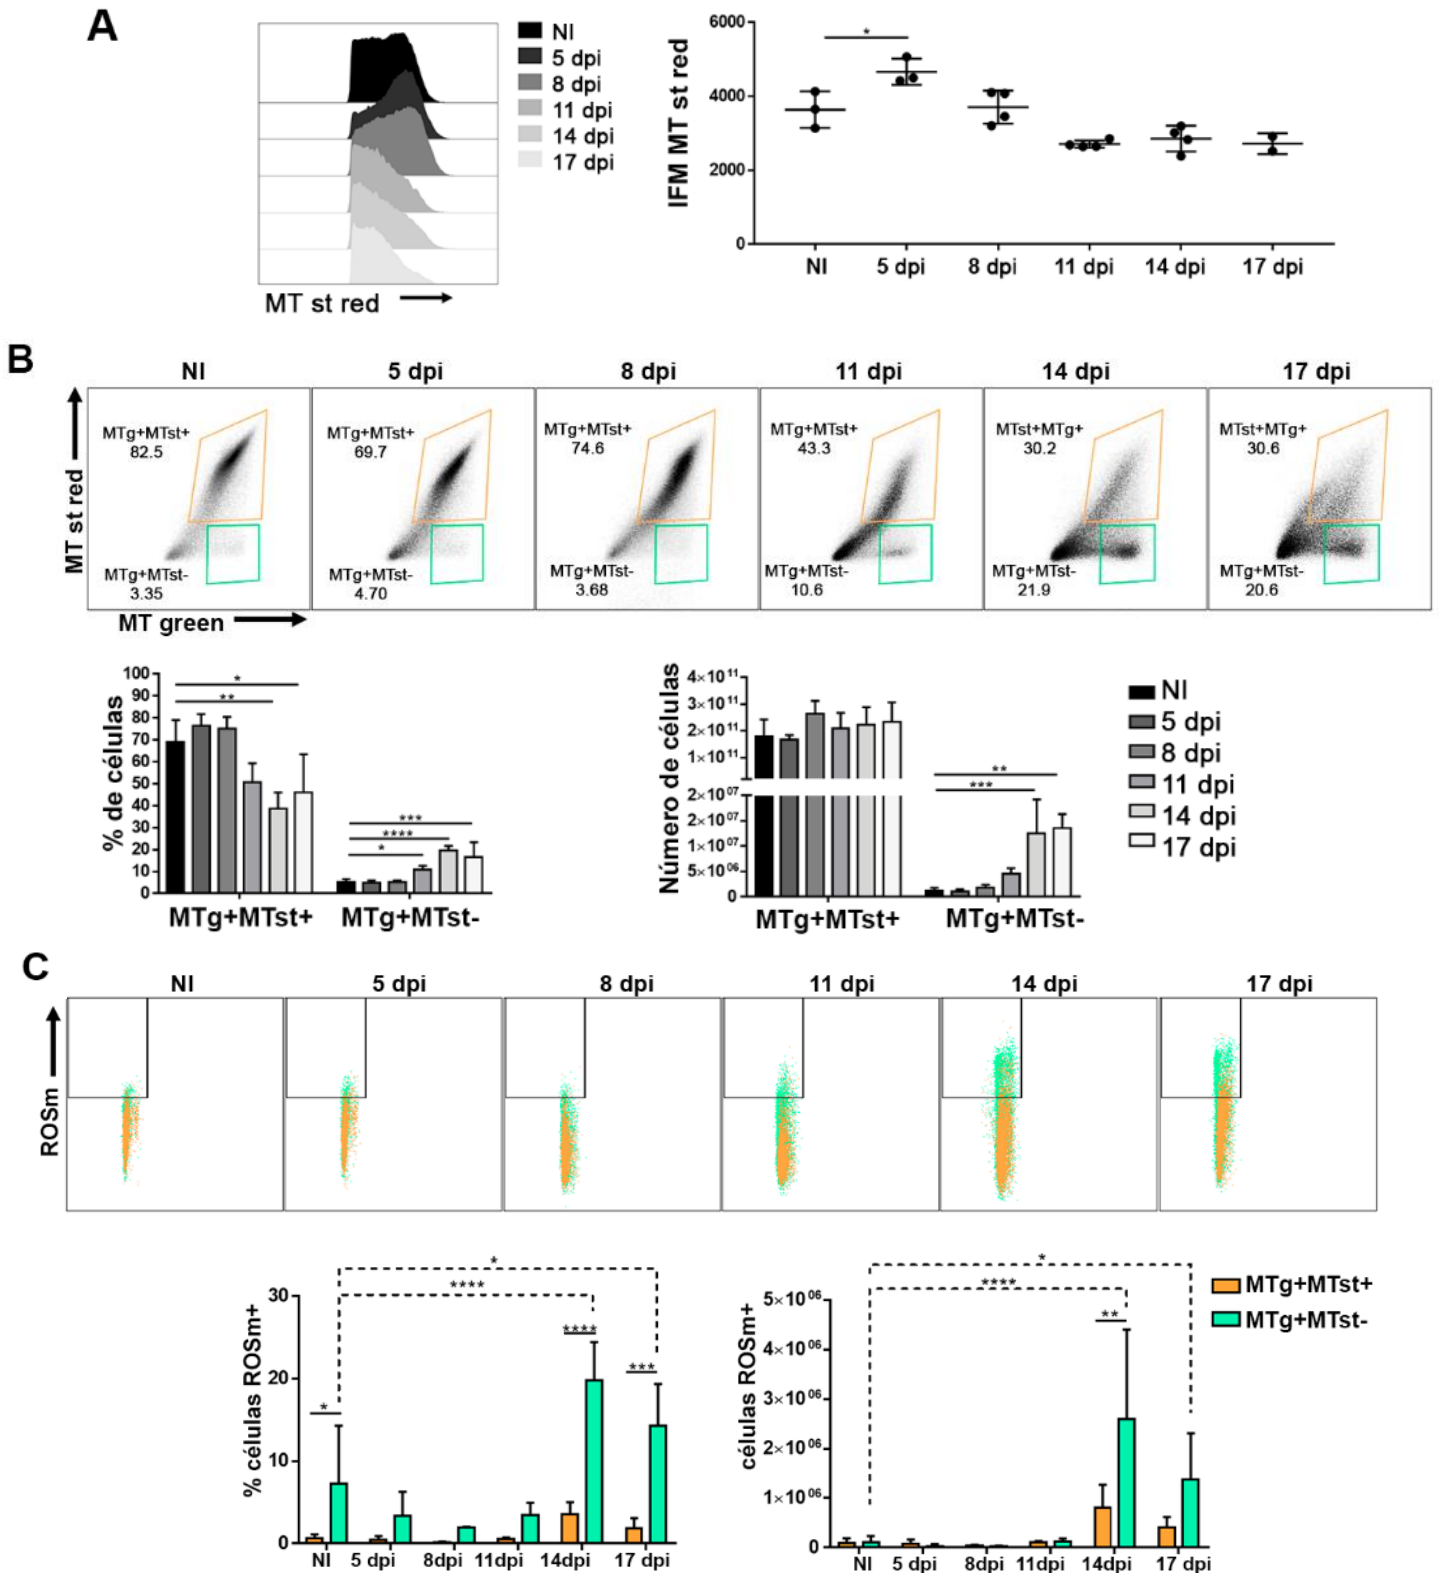 A
NI
5 dpi
8 dpi
11 dpi
14 dpi
17 dpi
MT st red
IFM MT st red
6000
4000
2000
0
*
NI 5 dpi 8 dpi 11 dpi 14 dpi 17 dpi
B
NI 5 dpi 8 dpi 11 dpi 14 dpi 17 dpi
MT st red
MTg+MTst+
82.5
MTg+MTst-
3.35
MTg+MTst+
69.7
MTg+MTst-
4.70
MTg+MTst+
74.6
MTg+MTst-
3.68
MTg+MTst+
43.3
MTg+MTst-
10.6
MTst+MTg+
30.2
MTg+MTst-
21.9
MTst+MTg+
30.6
MTg+MTst-
20.6
MT green
% de células
100
90
80
70
60
50
40
30
20
10
0
*
**
***
****
*
MTg+MTst+ MTg+MTst-
Número de células
4×10¹¹
3×10¹¹
2×10¹¹
1×10¹¹
2×10⁰⁷
2×10⁰⁷
1×10⁰⁷
5×10⁰⁶
0
**
***
MTg+MTst+ MTg+MTst-
NI
5 dpi
8 dpi
11 dpi
14 dpi
17 dpi
C
NI 5 dpi 8 dpi 11 dpi 14 dpi 17 dpi
ROSm
% células ROSm+
30
20
10
0
*
****
****
***
*
NI 5 dpi 8dpi 11dpi 14dpi 17 dpi
células ROSm+
5×10⁰⁶
4×10⁰⁶
3×10⁰⁶
2×10⁰⁶
1×10⁰⁶
0
*
****
**
NI 5 dpi 8dpi 11dpi 14dpi 17 dpi
MTg+MTst+
MTg+MTst-